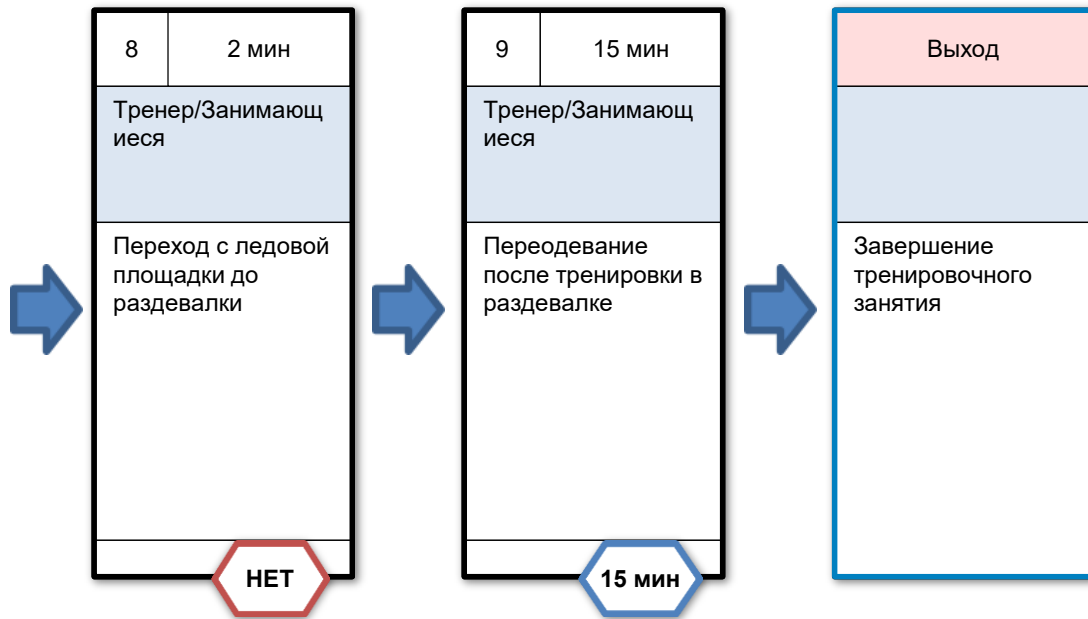 8
2 мин
Тренер/Занимающ
иеся
Переход с ледовой
площадки до
раздевалки
НЕТ
9
15 мин
Тренер/Занимающ
иеся
Переодевание
после тренировки в
раздевалке
15 мин
Выход
Завершение
тренировочного
занятия